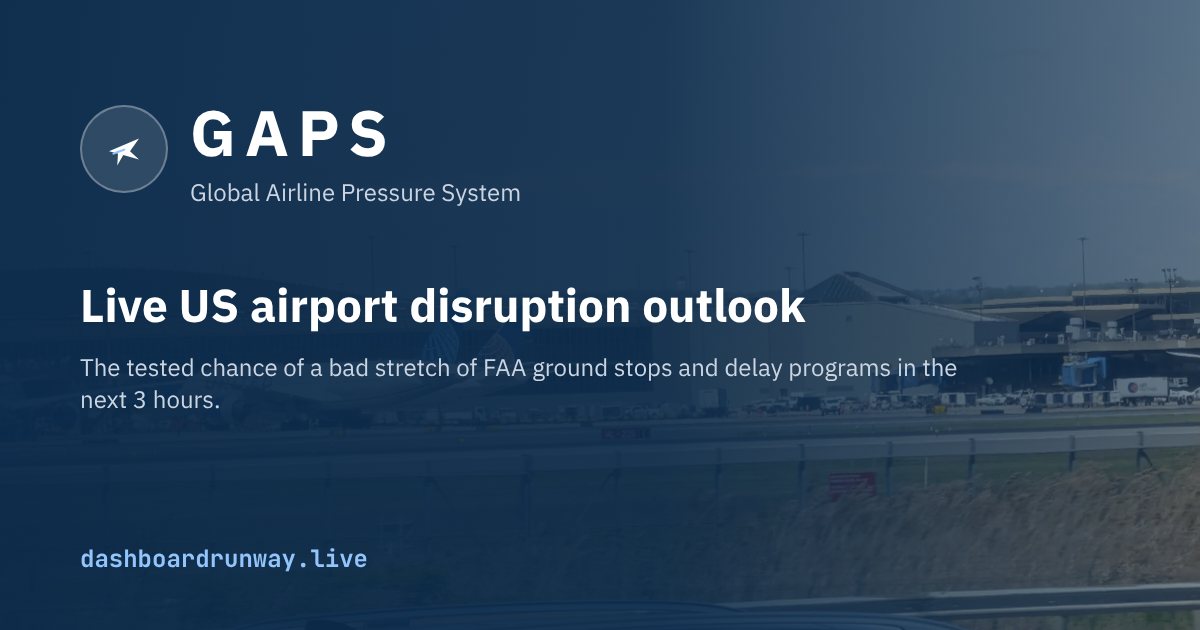 GAPS
Global Airline Pressure System
Live US airport disruption outlook
The tested chance of a bad stretch of FAA ground stops and delay programs in the
next 3 hours.
dashboardrunway.live